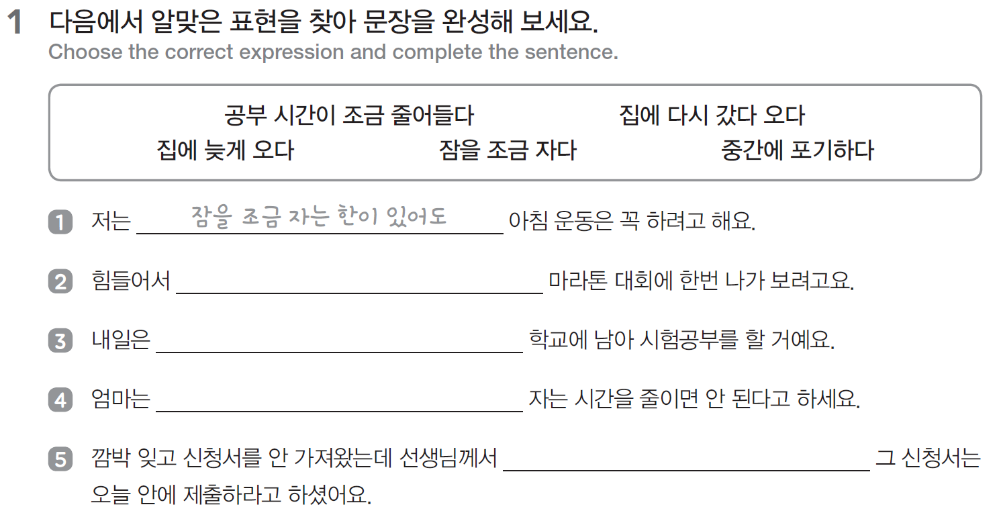 1 다음에서 알맞은 표현을 찾아 문장을 완성해 보세요.
Choose the correct expression and complete the sentence.
공부 시간이 조금 줄어들다 집에 다시 갔다 오다
집에 늦게 오다 잠을 조금 자다 중간에 포기하다
1 저는 잠을 조금 자는 한이 있어도 아침 운동은 꼭 하려고 해요.
2 힘들어서 마라톤 대회에 한번 나가 보려고요.
3 내일은 학교에 남아 시험공부를 할 거예요.
4 엄마는 자는 시간을 줄이면 안 된다고 하세요.
5 깜박 잊고 신청서를 안 가져왔는데 선생님께서 그 신청서는
오늘 안에 제출하라고 하셨어요.